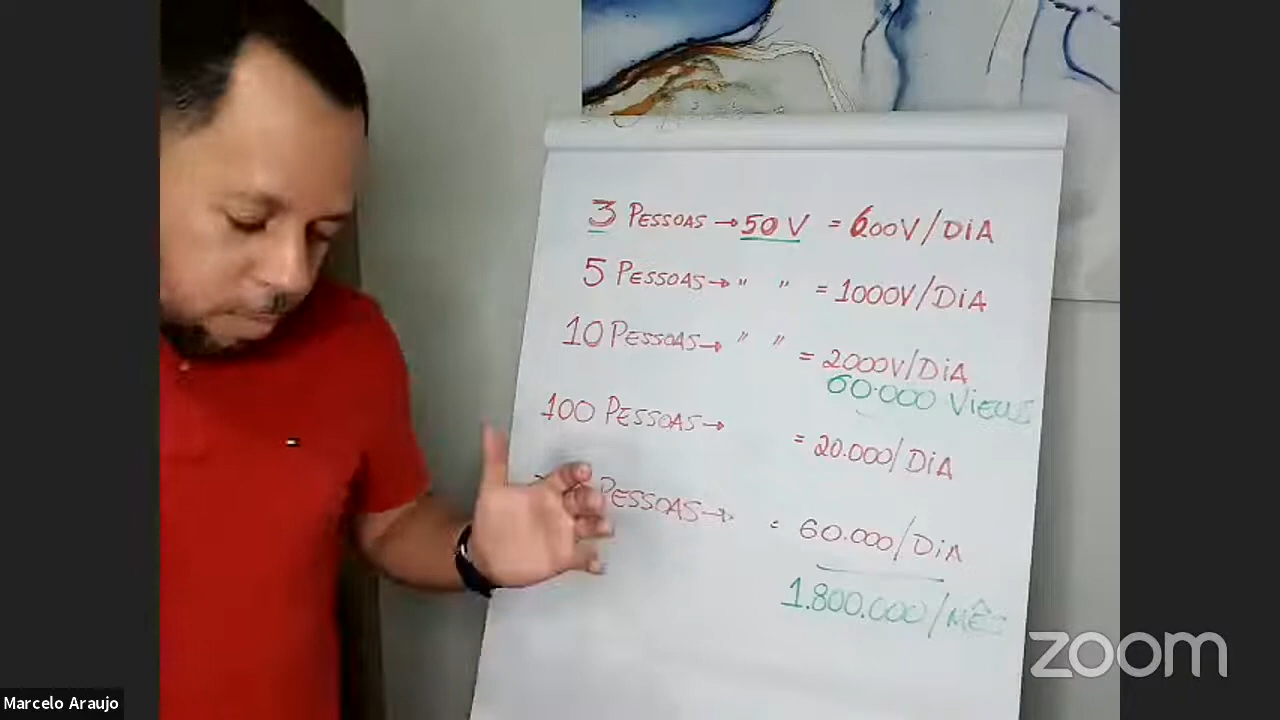 3 PESSOAS → 50 V = 600V/DiA
5 PESSOAS → " " = 1000V/DiA
10 PESSOAS → " " = 2000V/DiA
60.000 ViEWS
100 PESSOAS → = 20.000/DiA
PESSOAS → = 60.000/DiA
1.800.000/MÊS
zoom
Marcelo Araujo